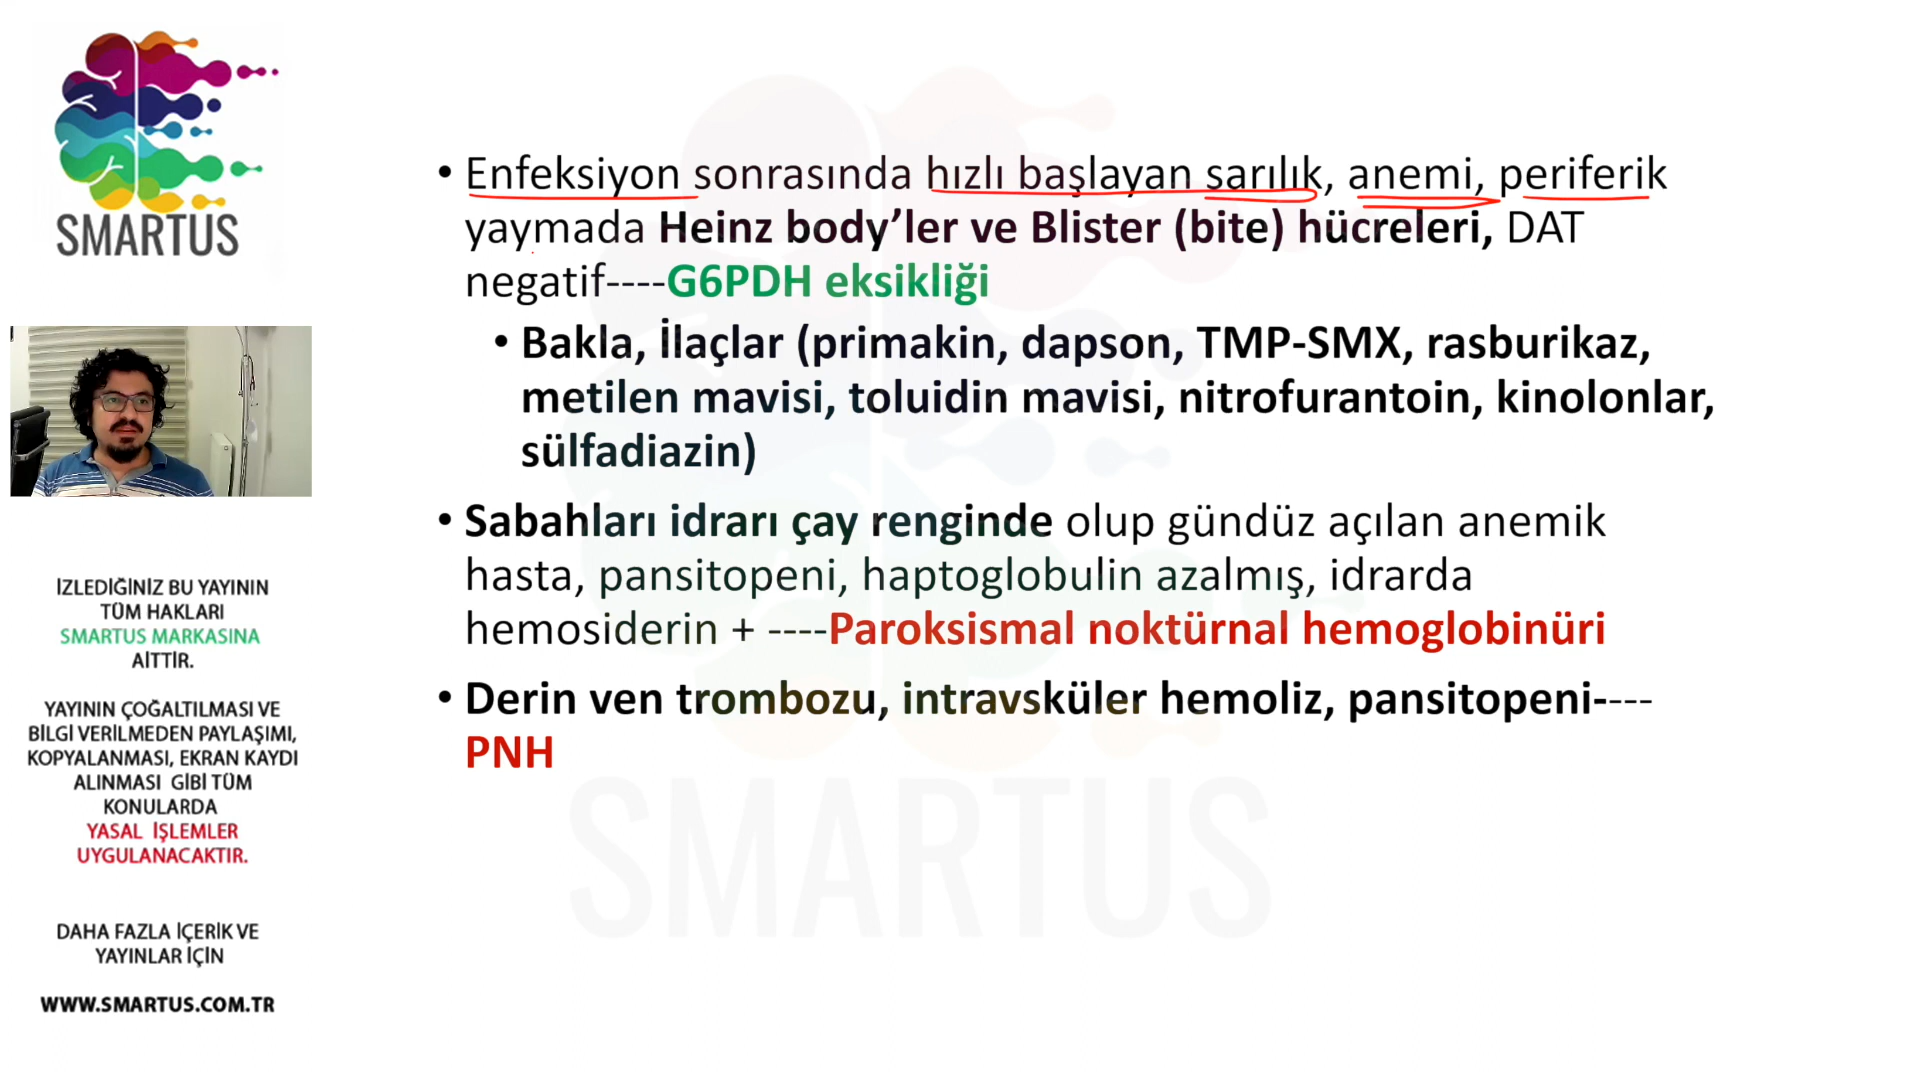 SMARTUS
• Enfeksiyon sonrasında hızlı başlayan sarılık, anemi, periferik
yaymada Heinz body’ler ve Blister (bite) hücreleri, DAT
negatif----G6PDH eksikliği
• Bakla, İlaçlar (primakin, dapson, TMP-SMX, rasburikaz,
metilen mavisi, toluidin mavisi, nitrofurantoin, kinolonlar,
sülfadiazin)
• Sabahları idrarı çay renginde olup gündüz açılan anemik
hasta, pansitopeni, haptoglobulin azalmış, idrarda
hemosiderin + ----Paroksismal noktürnal hemoglobinüri
• Derin ven trombozu, intravsküler hemoliz, pansitopeni-----
PNH
SMARTUS
İZLEDİĞİNİZ BU YAYININ
TÜM HAKLARI
SMARTUS MARKASINA
AİTTİR.
YAYININ ÇOĞALTILMASI VE
BİLGİ VERİLMEDEN PAYLAŞIMI,
KOPYALANMASI, EKRAN KAYDI
ALINMASI GİBİ TÜM
KONULARDA
YASAL İŞLEMLER
UYGULANACAKTIR.
DAHA FAZLA İÇERİK VE
YAYINLAR İÇİN
WWW.SMARTUS.COM.TR